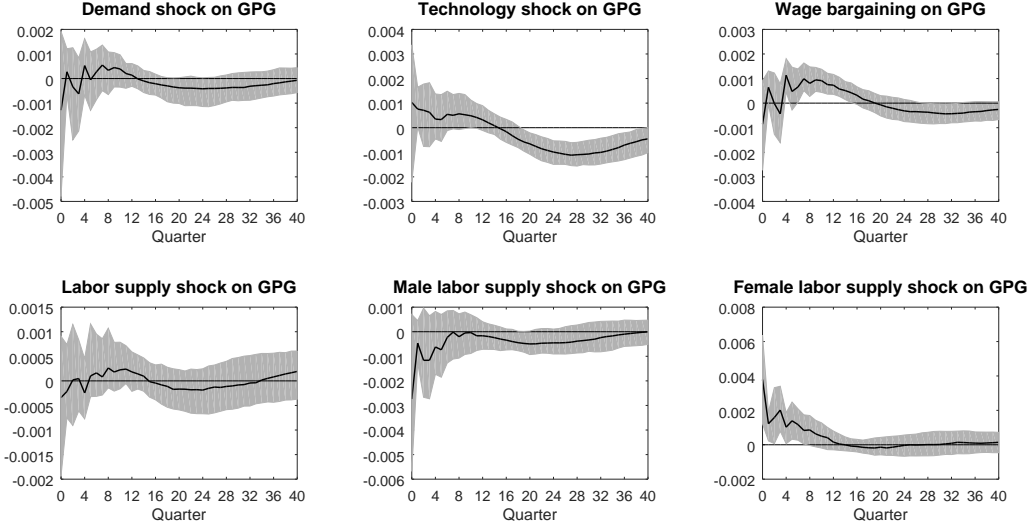 Demand shock on GPG
0.002
0.001
0
-0.001
-0.002
-0.003
-0.004
-0.005
0 4 8 12 16 20 24 28 32 36 40
Quarter
Technology shock on GPG
0.004
0.003
0.002
0.001
0
-0.001
-0.002
-0.003
0 4 8 12 16 20 24 28 32 36 40
Quarter
Wage bargaining on GPG
0.003
0.002
0.001
0
-0.001
-0.002
-0.003
-0.004
0 4 8 12 16 20 24 28 32 36 40
Quarter
Labor supply shock on GPG
0.0015
0.001
0.0005
0
-0.0005
-0.001
-0.0015
-0.002
0 4 8 12 16 20 24 28 32 36 40
Quarter
Male labor supply shock on GPG
0.001
0
-0.001
-0.002
-0.003
-0.004
-0.005
-0.006
0 4 8 12 16 20 24 28 32 36 40
Quarter
Female labor supply shock on GPG
0.008
0.006
0.004
0.002
0
-0.002
0 4 8 12 16 20 24 28 32 36 40
Quarter